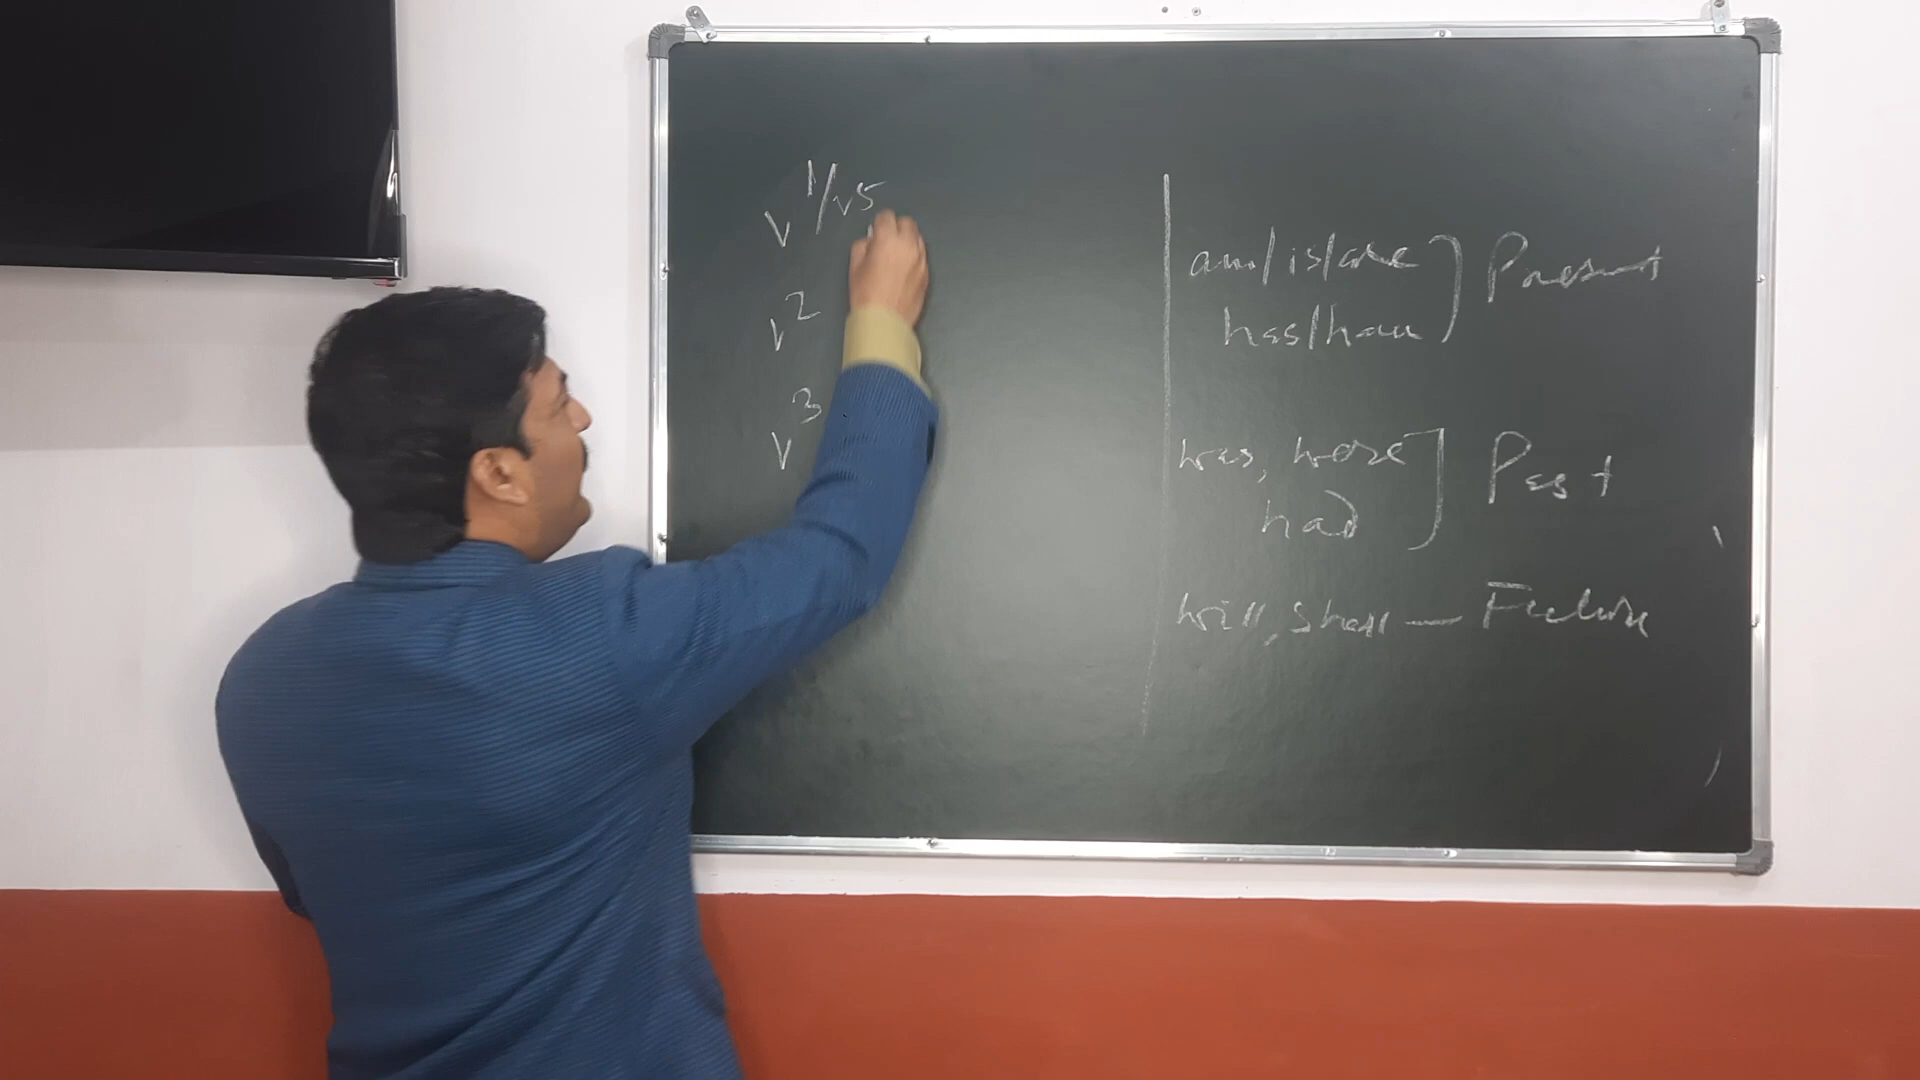 V1/V5
V2
V3
am/is/are ] Present
has/have
was, were ] Past
had
will, shall — Future